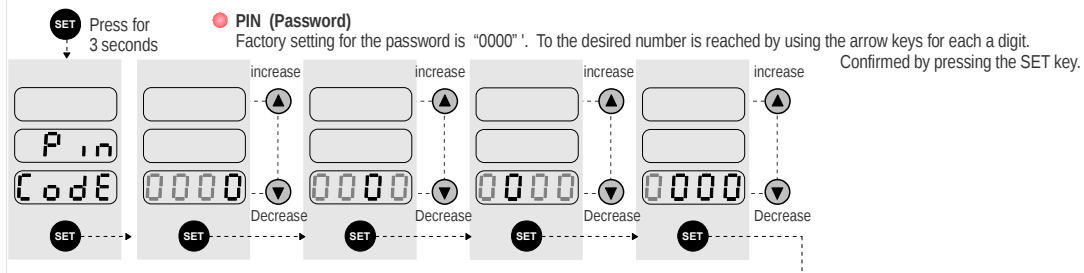 SET Press for
3 seconds
PIN (Password)
Factory setting for the password is “0000” '. To the desired number is reached by using the arrow keys for each a digit.
Confirmed by pressing the SET key.
increase increase increase increase
P in
CodE 0000 0000 0000 0000
Decrease Decrease Decrease Decrease
SET SET SET SET SET